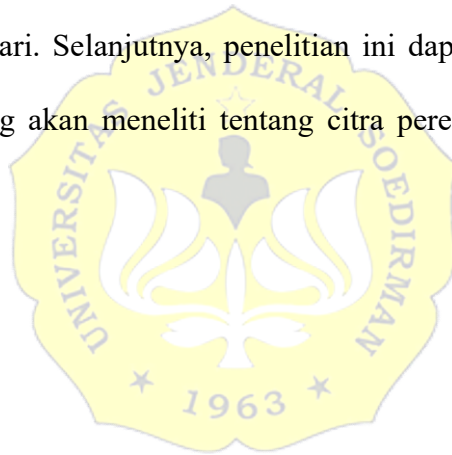 ari. Selanjutnya, penelitian ini dap
g akan meneliti tentang citra pere
UNIVERSITAS JENDERAL SOEDIRMAN
1963